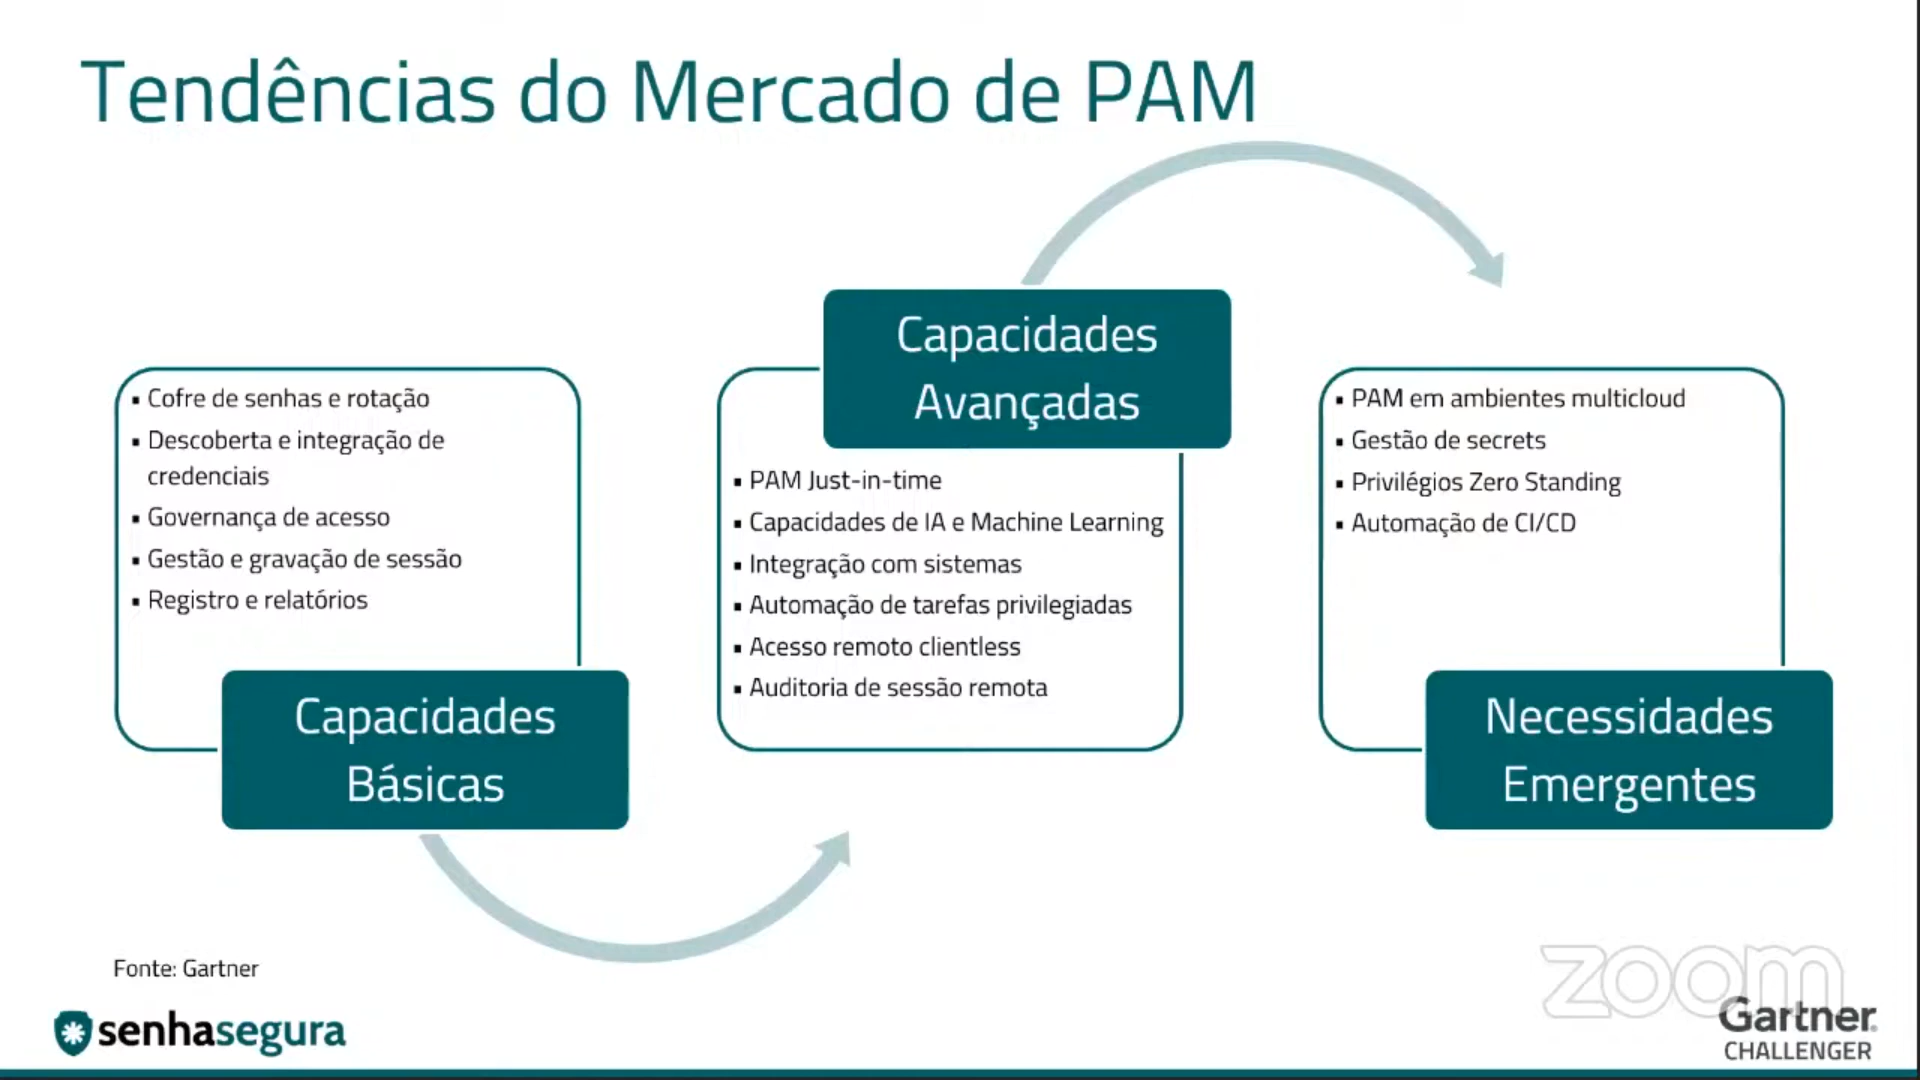 Tendências do Mercado de PAM
▪ Cofre de senhas e rotação
▪ Descoberta e integração de
credenciais
▪ Governança de acesso
▪ Gestão e gravação de sessão
▪ Registro e relatórios
Capacidades
Básicas
Capacidades
Avançadas
▪ PAM Just-in-time
▪ Capacidades de IA e Machine Learning
▪ Integração com sistemas
▪ Automação de tarefas privilegiadas
▪ Acesso remoto clientless
▪ Auditoria de sessão remota
▪ PAM em ambientes multicloud
▪ Gestão de secrets
▪ Privilégios Zero Standing
▪ Automação de CI/CD
Necessidades
Emergentes
Fonte: Gartner
senhasegura
zoom
Gartner.
CHALLENGER